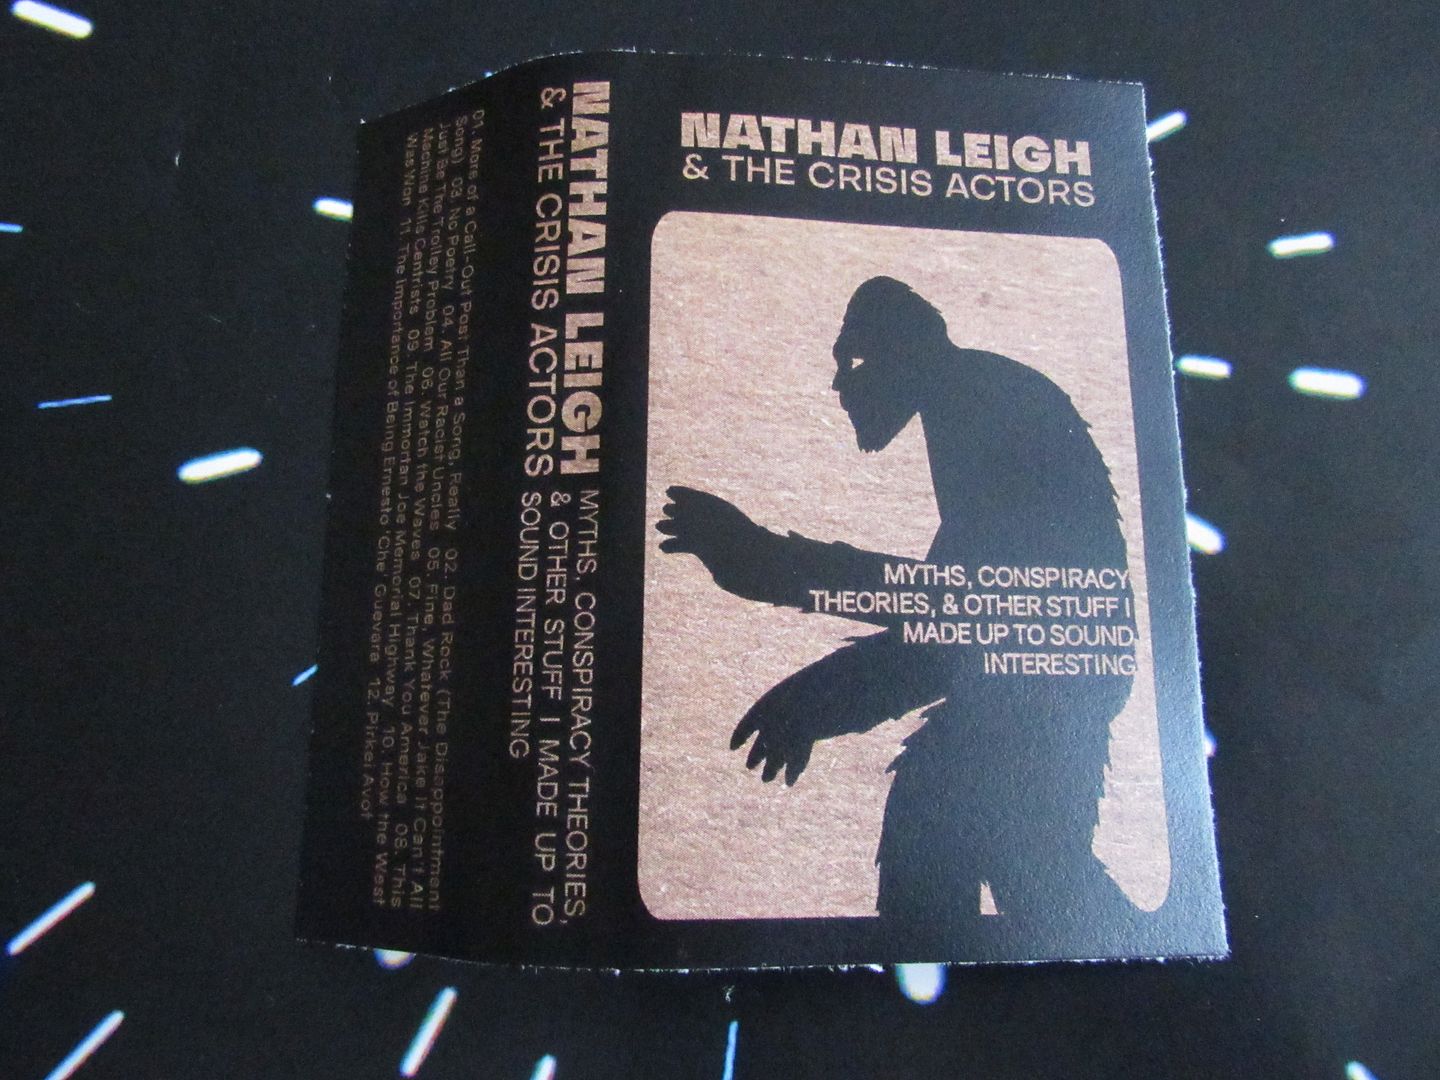 NATHAN LEIGH
& THE CRISIS ACTORS
MYTHS, CONSPIRACY
THEORIES, & OTHER STUFF I
MADE UP TO SOUND
INTERESTING
NATHAN LEIGH MYTHS, CONSPIRACY THEORIES,
& THE CRISIS ACTORS & OTHER STUFF I MADE UP TO
SOUND INTERESTING
01. More of a Call-Out Post Than a Song, Really 02. Dad Rock (The Disappointment
Song) 03. No Poetry 04. All Our Racist Uncles 05. Fine, Whatever Jake It Can't All
Just Be The Trolley Problem 06. Watch the Waves 07. Thank You America 08. This
Machine Kills Centrists 09. The Immortan Joe Memorial Highway 10. How the West
Was Won 11. The Importance of Being Ernesto 'Che' Guevara 12. Pirkei Avot